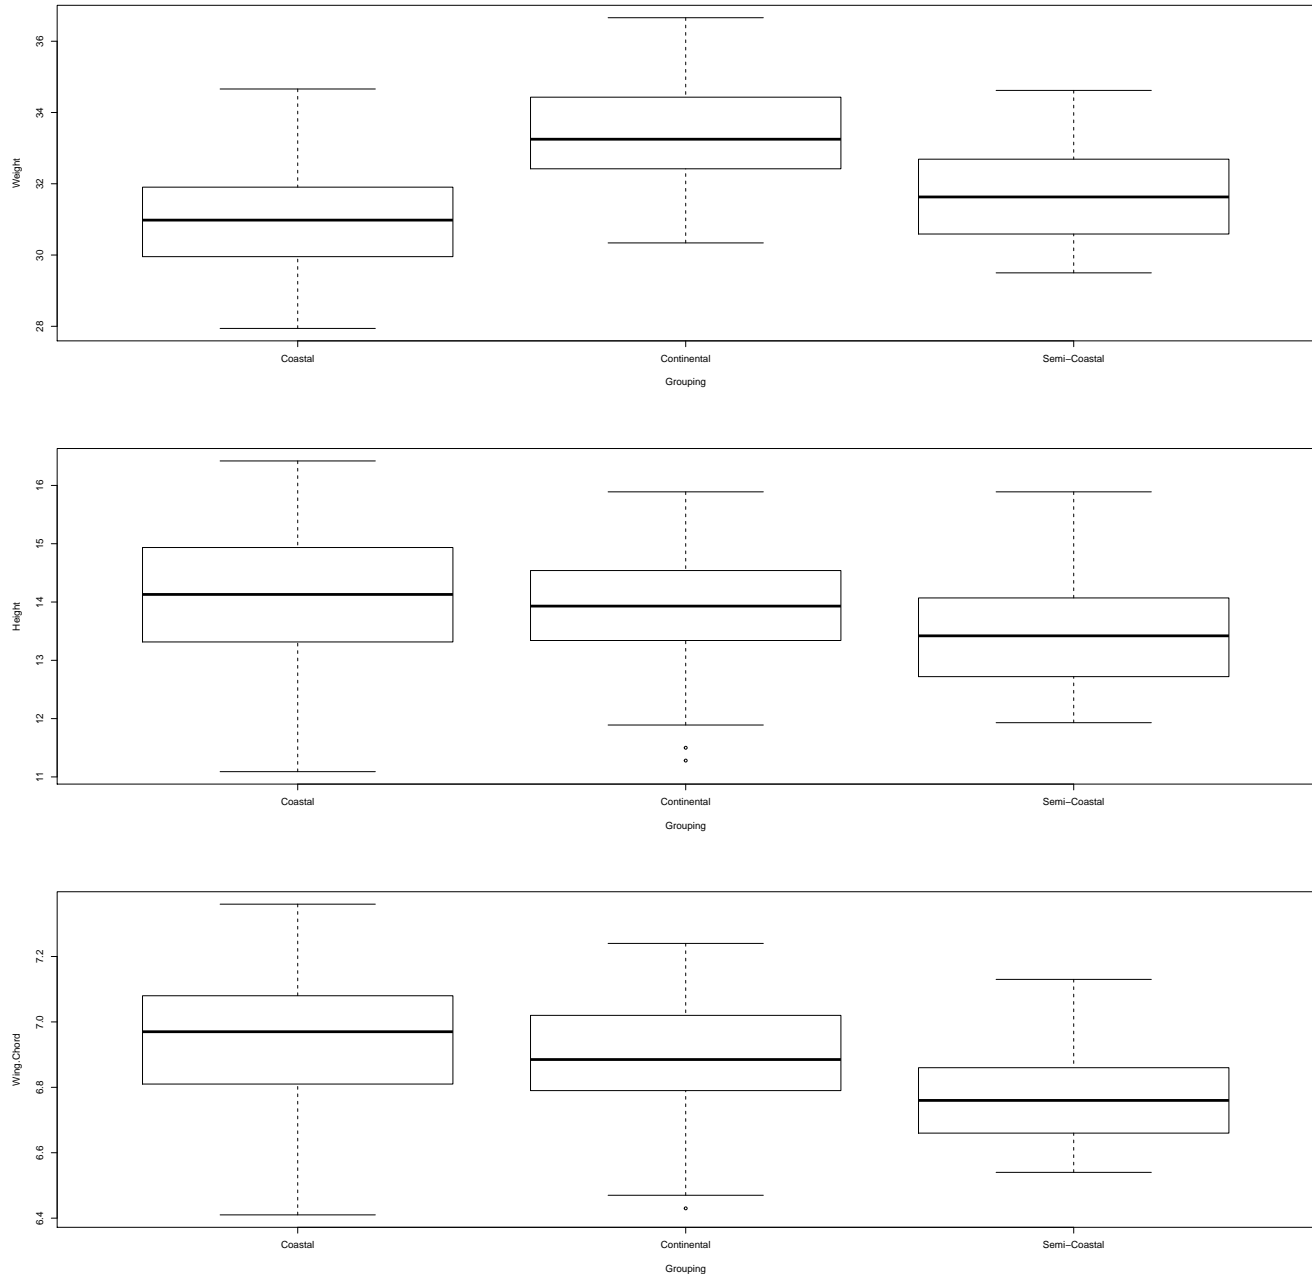 36
34
32
30
28
Weight
Coastal Continental Semi−Coastal
Grouping
16
15
14
13
12
11
Height
Coastal Continental Semi−Coastal
Grouping
7.2
7.0
6.8
6.6
6.4
Wing.Chord
Coastal Continental Semi−Coastal
Grouping